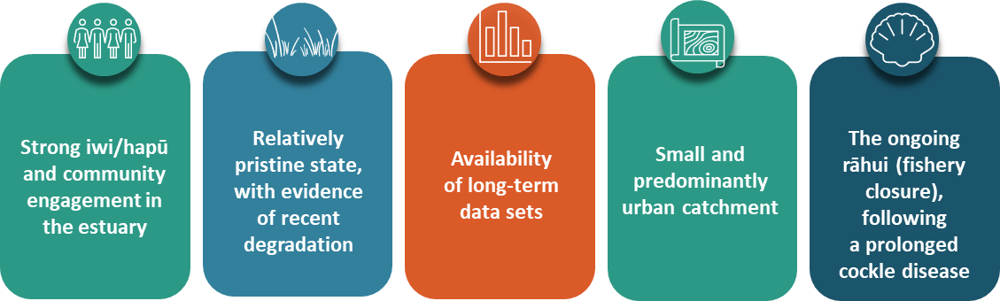 Strong iwi/hapū
and community
engagement in
the estuary
Relatively
pristine state,
with evidence
of recent
degradation
Availability
of long-term
data sets
Small and
predominantly
urban catchment
The ongoing
rāhui (fishery
closure),
following
a prolonged
cockle disease